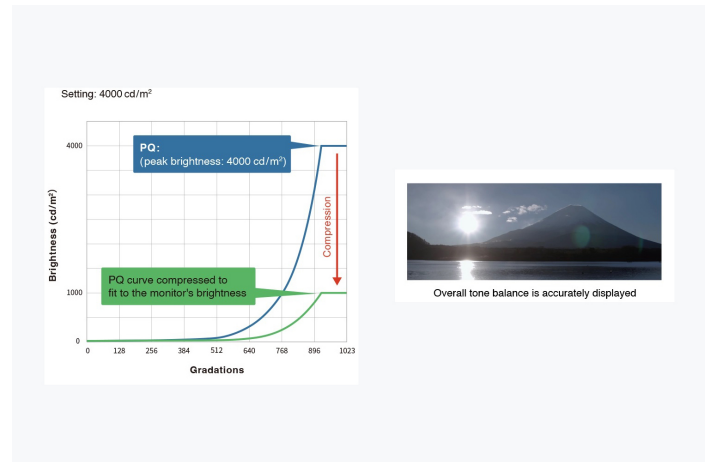 Setting: 4000 cd/m²
4000
PQ:
(peak brightness: 4000 cd/m²)
Compression
Brightness (cd/m²)
PQ curve compressed to
fit to the monitor's brightness
1000
0
0 128 256 384 512 640 768 896 1023
Gradations
Overall tone balance is accurately displayed